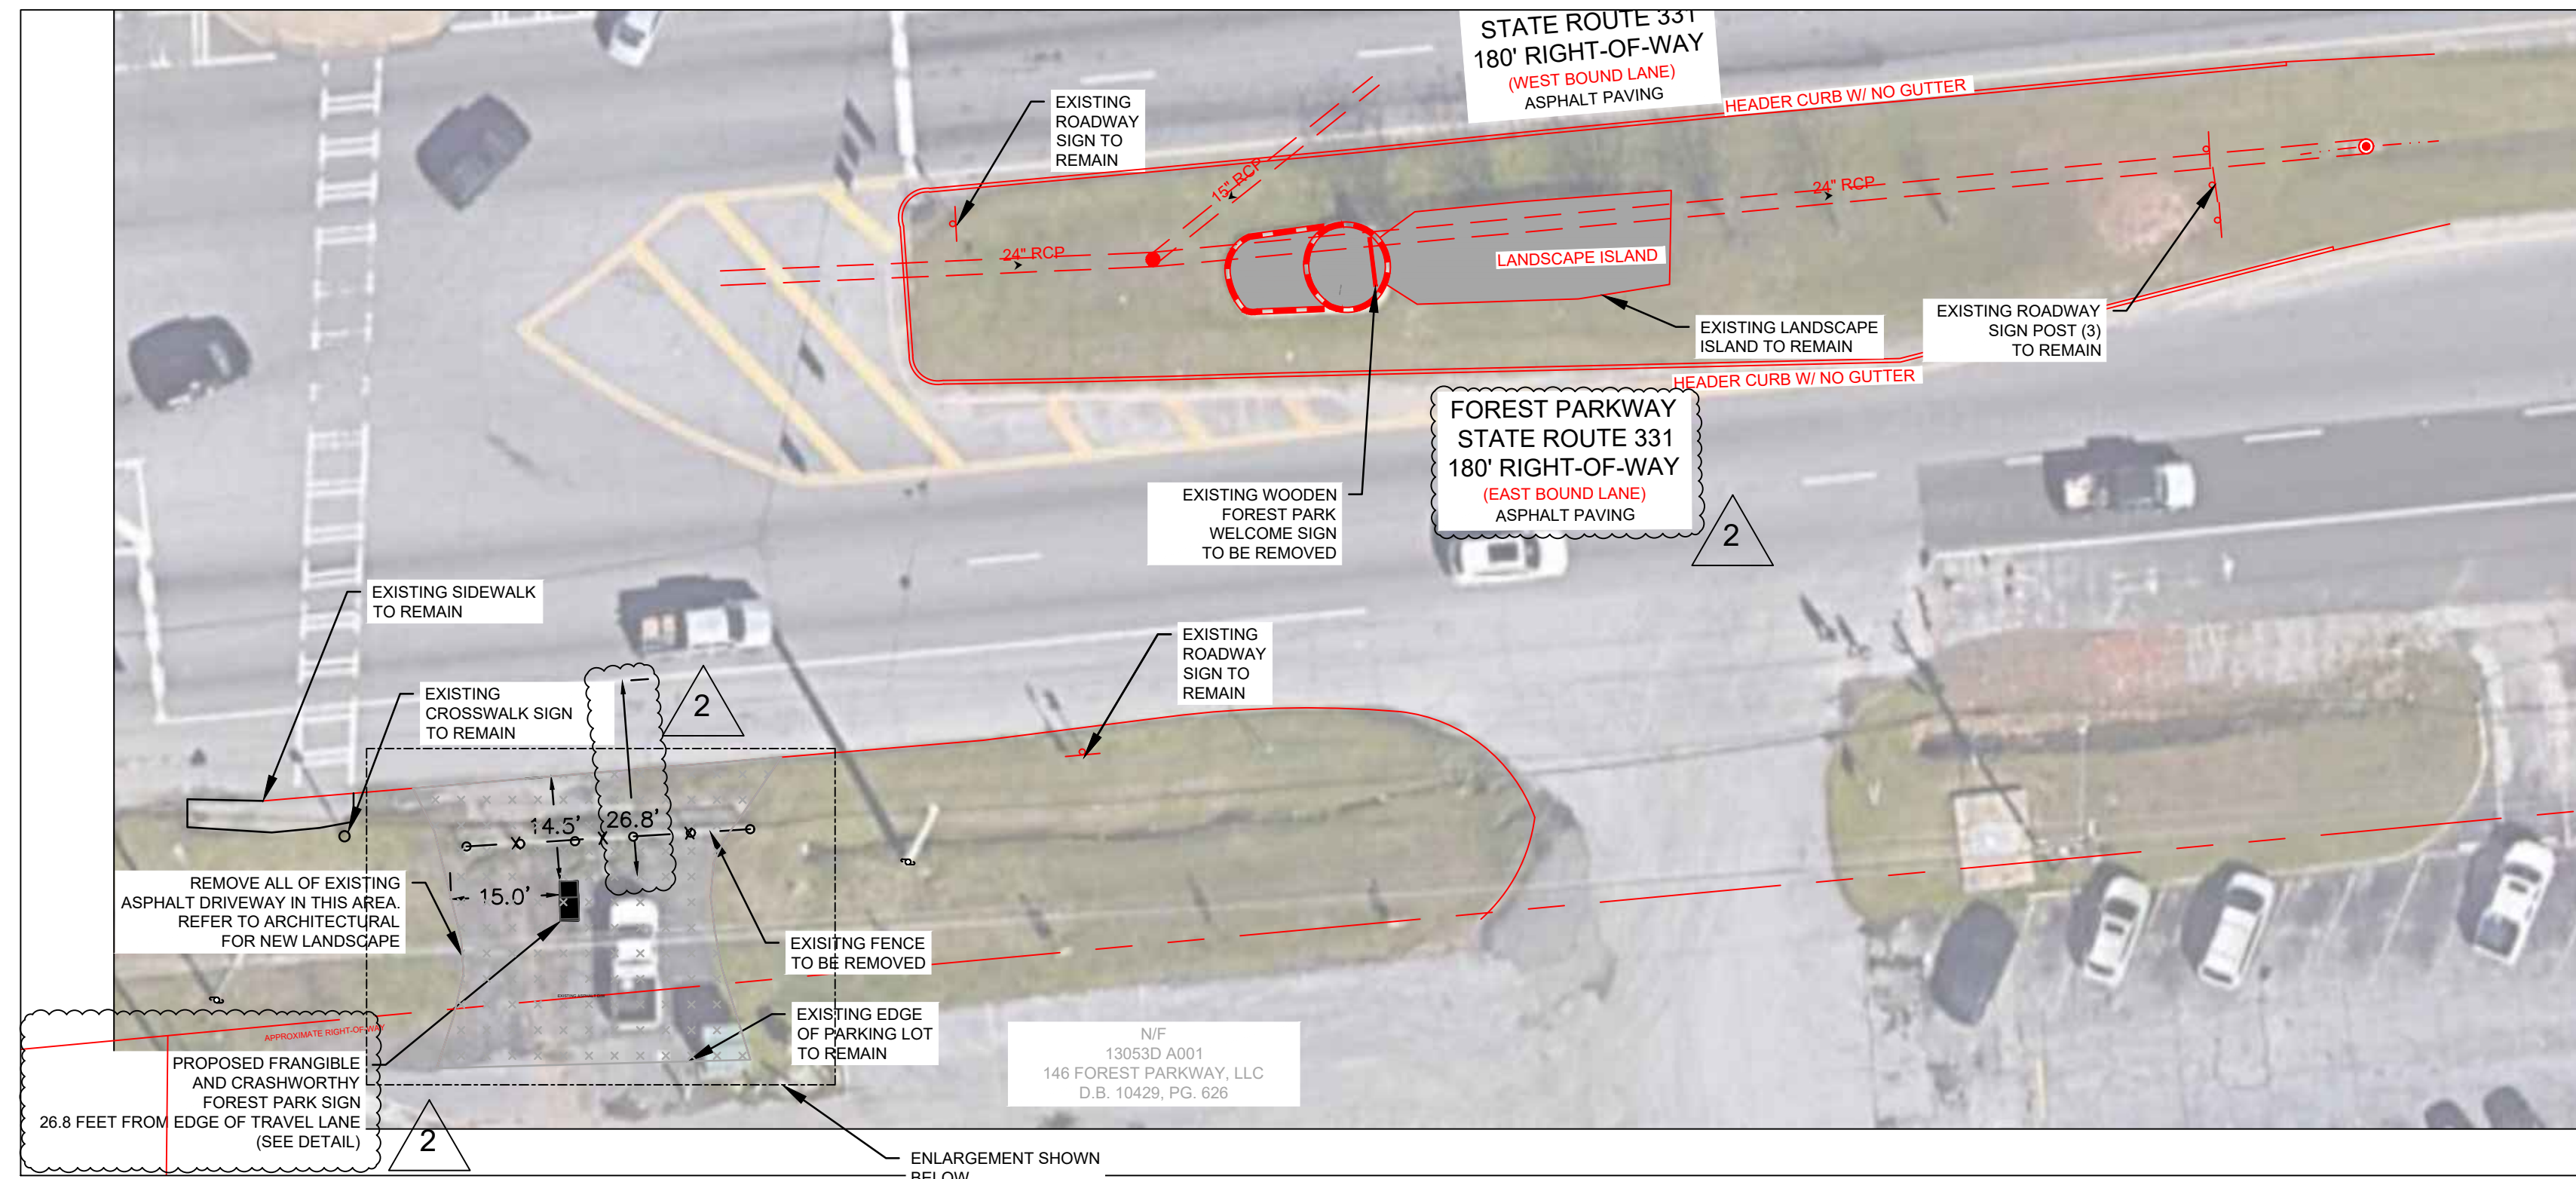 STATE ROUTE 331
180' RIGHT-OF-WAY
(WEST BOUND LANE)
ASPHALT PAVING
HEADER CURB W/ NO GUTTER
EXISTING
ROADWAY
SIGN TO
REMAIN
15" RCP
24" RCP
24" RCP
LANDSCAPE ISLAND
EXISTING LANDSCAPE
ISLAND TO REMAIN
EXISTING ROADWAY
SIGN POST (3)
TO REMAIN
HEADER CURB W/ NO GUTTER
FOREST PARKWAY
STATE ROUTE 331
180' RIGHT-OF-WAY
(EAST BOUND LANE)
ASPHALT PAVING
2
EXISTING WOODEN
FOREST PARK
WELCOME SIGN
TO BE REMOVED
EXISTING SIDEWALK
TO REMAIN
EXISTING
CROSSWALK SIGN
TO REMAIN
2
EXISTING
ROADWAY
SIGN TO
REMAIN
14.5'
26.8'
15.0'
REMOVE ALL OF EXISTING
ASPHALT DRIVEWAY IN THIS AREA.
REFER TO ARCHITECTURAL
FOR NEW LANDSCAPE
EXISITNG FENCE
TO BE REMOVED
EXISTING EDGE
OF PARKING LOT
TO REMAIN
APPROXIMATE RIGHT-OF-WAY
PROPOSED FRANGIBLE
AND CRASHWORTHY
FOREST PARK SIGN
26.8 FEET FROM EDGE OF TRAVEL LANE
(SEE DETAIL)
2
N/F
13053D A001
146 FOREST PARKWAY, LLC
D.B. 10429, PG. 626
ENLARGEMENT SHOWN
BELOW